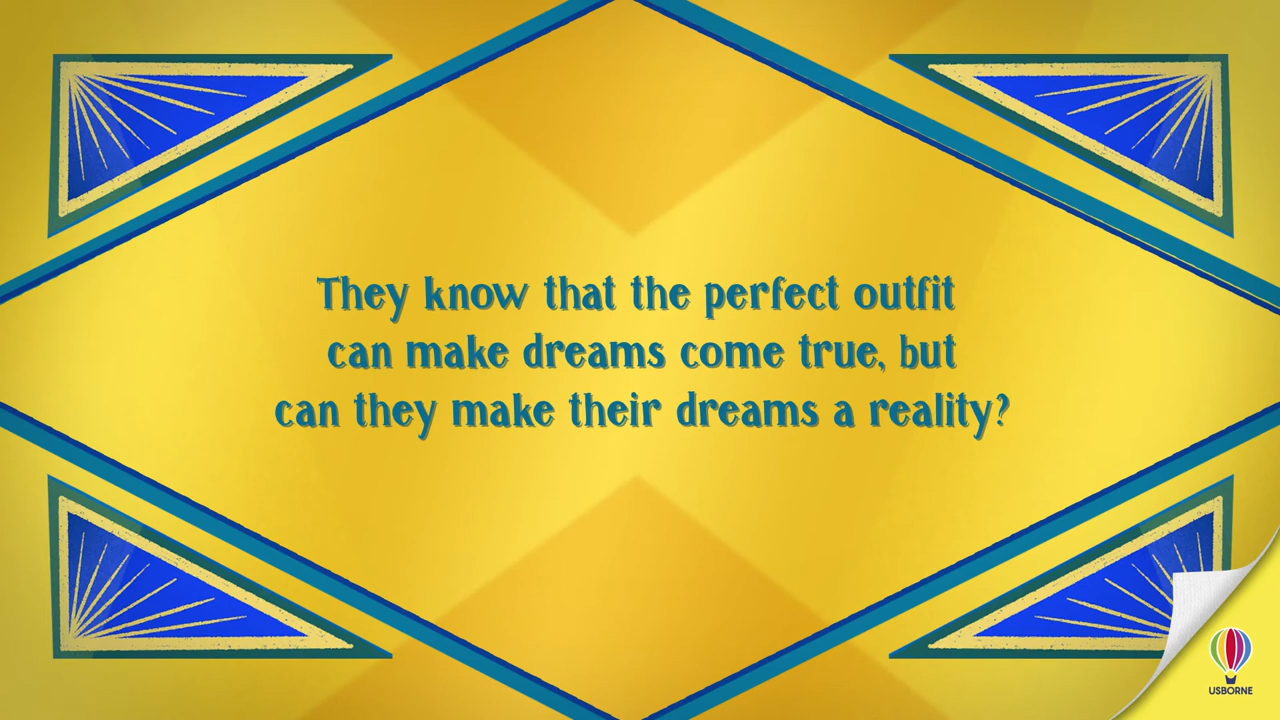 They know that the perfect outfit
can make dreams come true, but
can they make their dreams a reality?
USBORNE